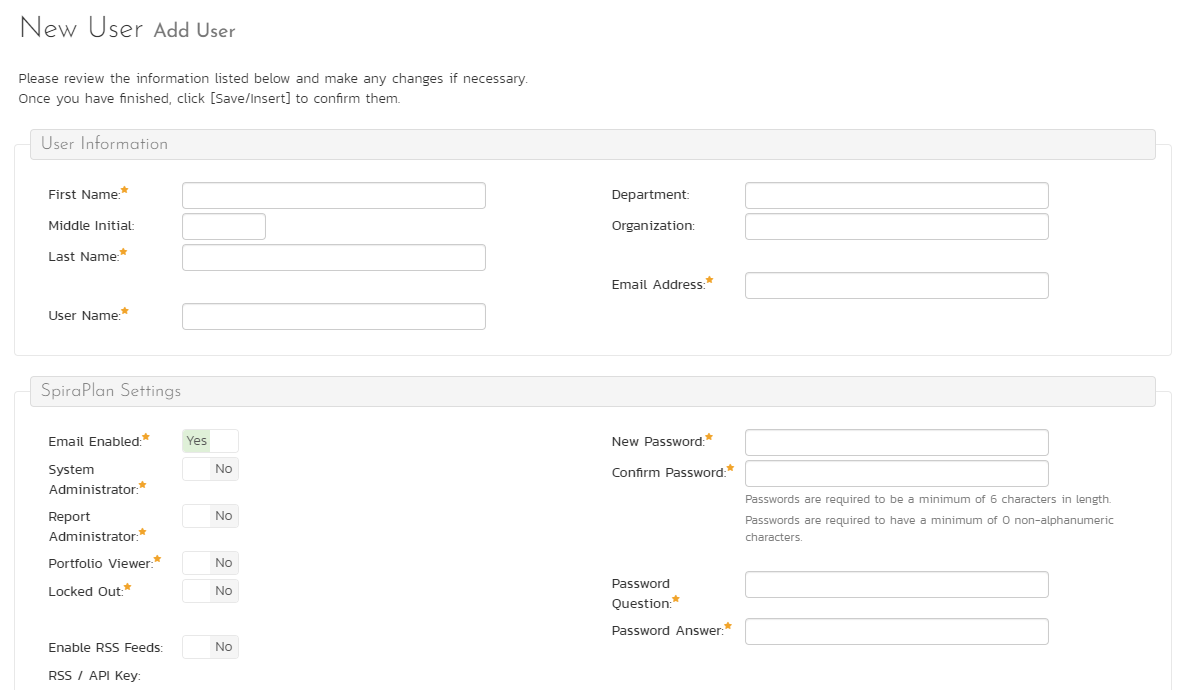 New User Add User
Please review the information listed below and make any changes if necessary.
Once you have finished, click [Save/Insert] to confirm them.
User Information
First Name:
Middle Initial:
Last Name:
User Name:
Department:
Organization:
Email Address:
SpiraPlan Settings
Email Enabled: Yes
System
Administrator: No
Report
Administrator: No
Portfolio Viewer: No
Locked Out: No
Enable RSS Feeds: No
RSS / API Key:
New Password:
Confirm Password:
Passwords are required to be a minimum of 6 characters in length.
Passwords are required to have a minimum of 0 non-alphanumeric
characters.
Password
Question:
Password Answer: